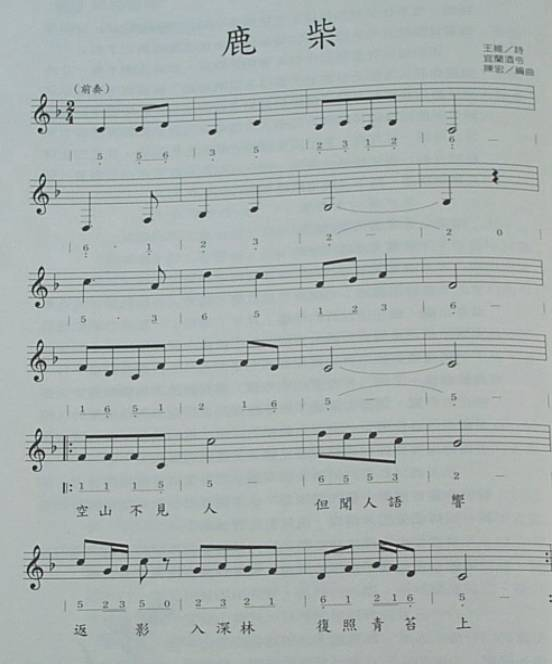 鹿 柴
王維／詩
宜蘭酒令
陳宏／編曲
(前奏)
2/4
| 5 5 6 | 3 5 | 2 3 1 2 | 6 — |
| 6 · 1 | 2 3 | 2 — | 2 0 |
| 5 · 3 | 6 5 | 1 2 3 | 6 — |
| 1 6 5 1 | 2 1 6 | 5 — | 5 — |
‖: 1 1 1 5 | 5 — | 6 5 5 3 | 2 — |
空 山 不 見 人 但 聞 人 語 響
| 5 2 3 5 0 | 2 3 2 1 | 6 1 2 1 6 | 5 — :
返 影 入 深 林 復 照 青 苔 上